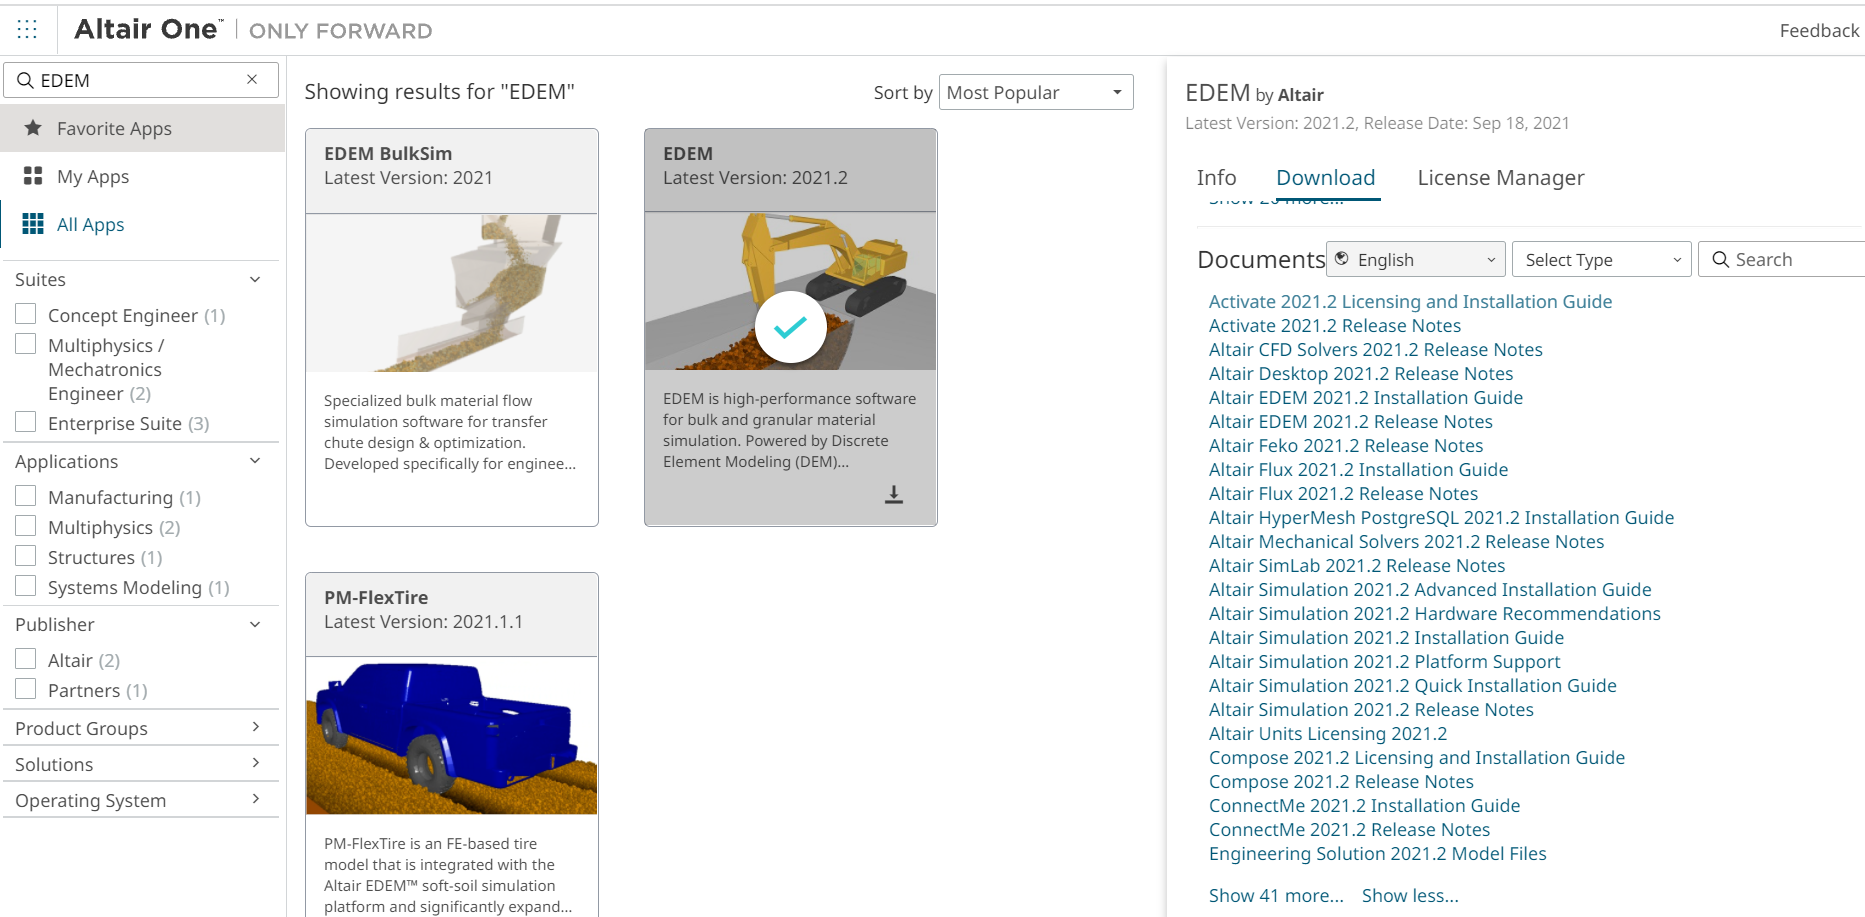 Altair One™ | ONLY FORWARD
Feedback
EDEM
Favorite Apps
My Apps
All Apps
Suites
Concept Engineer (1)
Multiphysics /
Mechatronics
Engineer (2)
Enterprise Suite (3)
Applications
Manufacturing (1)
Multiphysics (2)
Structures (1)
Systems Modeling (1)
Publisher
Altair (2)
Partners (1)
Product Groups
Solutions
Operating System
Showing results for "EDEM"
Sort by Most Popular
EDEM BulkSim
Latest Version: 2021
Specialized bulk material flow
simulation software for transfer
chute design & optimization.
Developed specifically for enginee...
EDEM
Latest Version: 2021.2
EDEM is high-performance software
for bulk and granular material
simulation. Powered by Discrete
Element Modeling (DEM)...
PM-FlexTire
Latest Version: 2021.1.1
PM-FlexTire is an FE-based tire
model that is integrated with the
Altair EDEM™ soft-soil simulation
platform and significantly expand...
EDEM by Altair
Latest Version: 2021.2, Release Date: Sep 18, 2021
Info Download License Manager
Documents English Select Type Search
Activate 2021.2 Licensing and Installation Guide
Activate 2021.2 Release Notes
Altair CFD Solvers 2021.2 Release Notes
Altair Desktop 2021.2 Release Notes
Altair EDEM 2021.2 Installation Guide
Altair EDEM 2021.2 Release Notes
Altair Feko 2021.2 Release Notes
Altair Flux 2021.2 Installation Guide
Altair Flux 2021.2 Release Notes
Altair HyperMesh PostgreSQL 2021.2 Installation Guide
Altair Mechanical Solvers 2021.2 Release Notes
Altair SimLab 2021.2 Release Notes
Altair Simulation 2021.2 Advanced Installation Guide
Altair Simulation 2021.2 Hardware Recommendations
Altair Simulation 2021.2 Installation Guide
Altair Simulation 2021.2 Platform Support
Altair Simulation 2021.2 Quick Installation Guide
Altair Simulation 2021.2 Release Notes
Altair Units Licensing 2021.2
Compose 2021.2 Licensing and Installation Guide
Compose 2021.2 Release Notes
ConnectMe 2021.2 Installation Guide
ConnectMe 2021.2 Release Notes
Engineering Solution 2021.2 Model Files
Show 41 more... Show less...